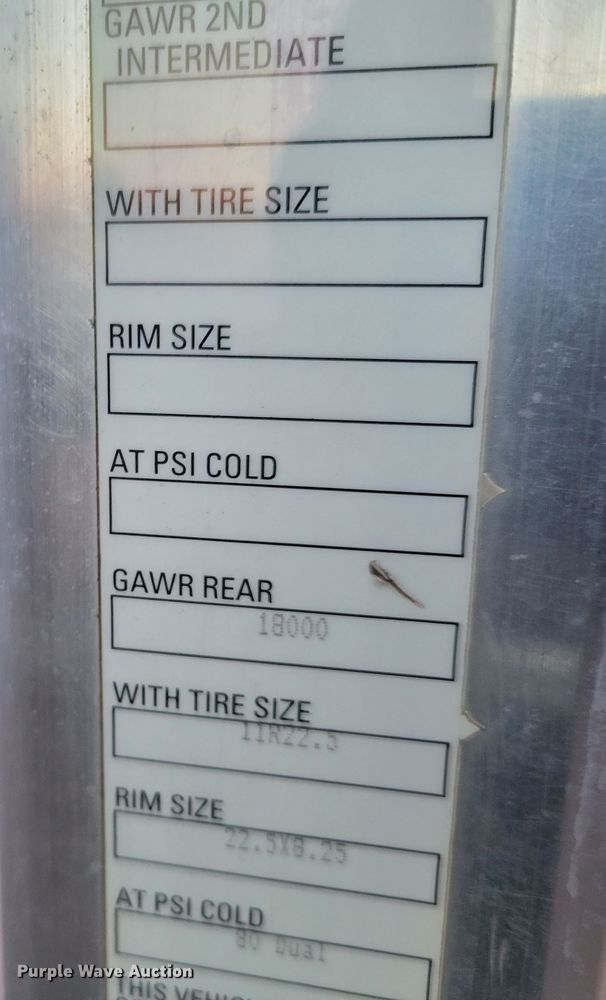 GAWR 2ND
INTERMEDIATE
WITH TIRE SIZE
RIM SIZE
AT PSI COLD
GAWR REAR
18000
WITH TIRE SIZE
11R22.5
RIM SIZE
22.5X8.25
AT PSI COLD
80 Dual
Purple Wave Auction
THIS